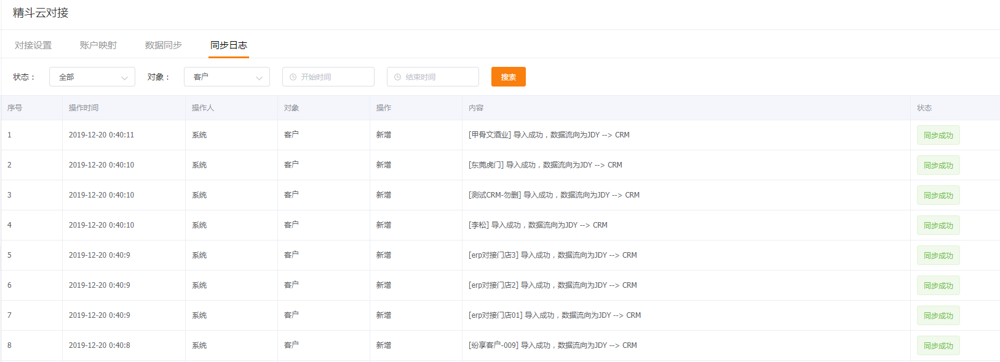 精斗云对接
对接设置 账户映射 数据同步 同步日志
状态： 全部 对象： 客户 开始时间 结束时间 搜索
序号 操作时间 操作人 对象 操作 内容 状态
1 2019-12-20 0:40:11 系统 客户 新增 [甲骨文酒业] 导入成功，数据流向为JDY --> CRM 同步成功
2 2019-12-20 0:40:10 系统 客户 新增 [东莞虎门] 导入成功，数据流向为JDY --> CRM 同步成功
3 2019-12-20 0:40:10 系统 客户 新增 [测试CRM-勿删] 导入成功，数据流向为JDY --> CRM 同步成功
4 2019-12-20 0:40:10 系统 客户 新增 [李松] 导入成功，数据流向为JDY --> CRM 同步成功
5 2019-12-20 0:40:9 系统 客户 新增 [erp对接门店3] 导入成功，数据流向为JDY --> CRM 同步成功
6 2019-12-20 0:40:9 系统 客户 新增 [erp对接门店2] 导入成功，数据流向为JDY --> CRM 同步成功
7 2019-12-20 0:40:9 系统 客户 新增 [erp对接门店01] 导入成功，数据流向为JDY --> CRM 同步成功
8 2019-12-20 0:40:8 系统 客户 新增 [纷享客户-009] 导入成功，数据流向为JDY --> CRM 同步成功